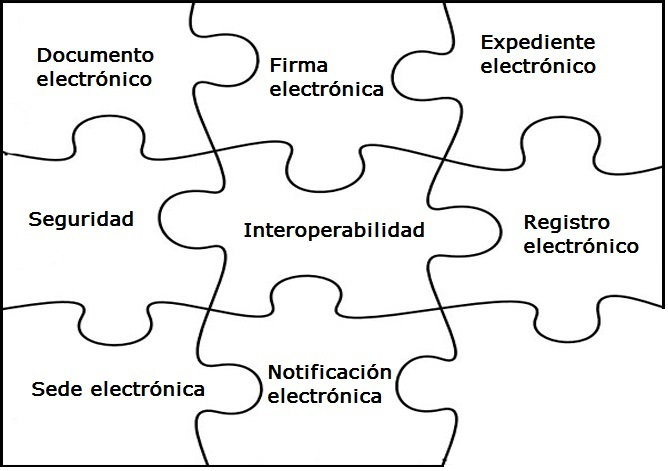 Documento
electrónico
Firma
electrónica
Expediente
electrónico
Seguridad
Interoperabilidad
Registro
electrónico
Sede electrónica
Notificación
electrónica